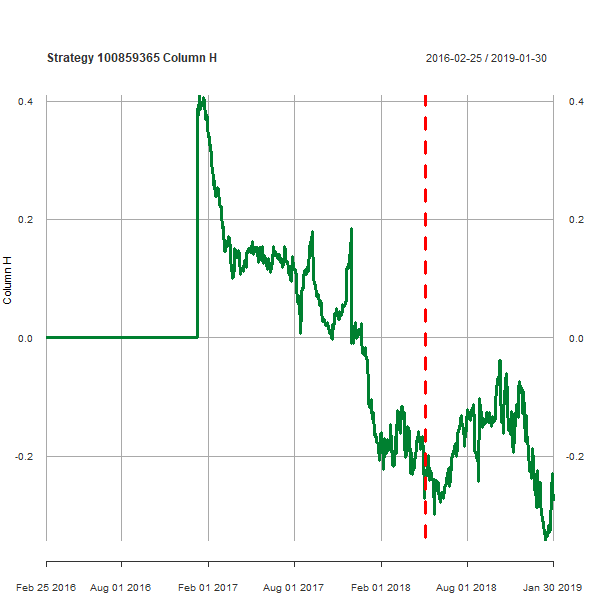 Strategy 100859365 Column H
2016-02-25 / 2019-01-30
0.4 0.4
0.2 0.2
Column H
0.0 0.0
-0.2 -0.2
Feb 25 2016 Aug 01 2016 Feb 01 2017 Aug 01 2017 Feb 01 2018 Aug 01 2018 Jan 30 2019